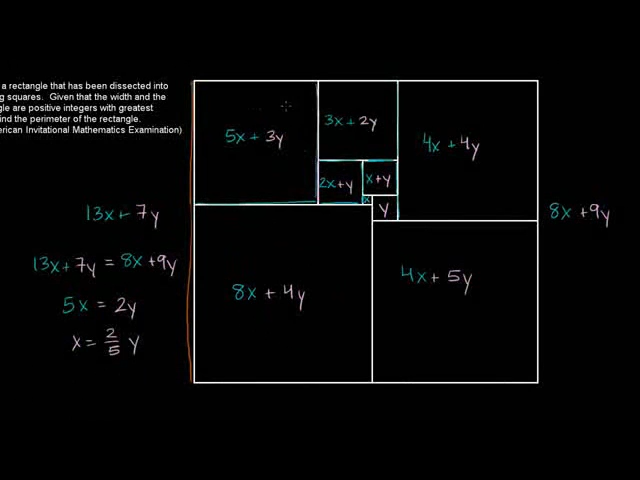 a rectangle that has been dissected into
g squares. Given that the width and the
gle are positive integers with greatest
ind the perimeter of the rectangle.
erican Invitational Mathematics Examination)
5x + 3y
3x + 2y
4x + 4y
2x + y
x + y
x
y
13x + 7y
8x + 9y
13x + 7y = 8x + 9y
5x = 2y
x = 2/5 y
8x + 4y
4x + 5y